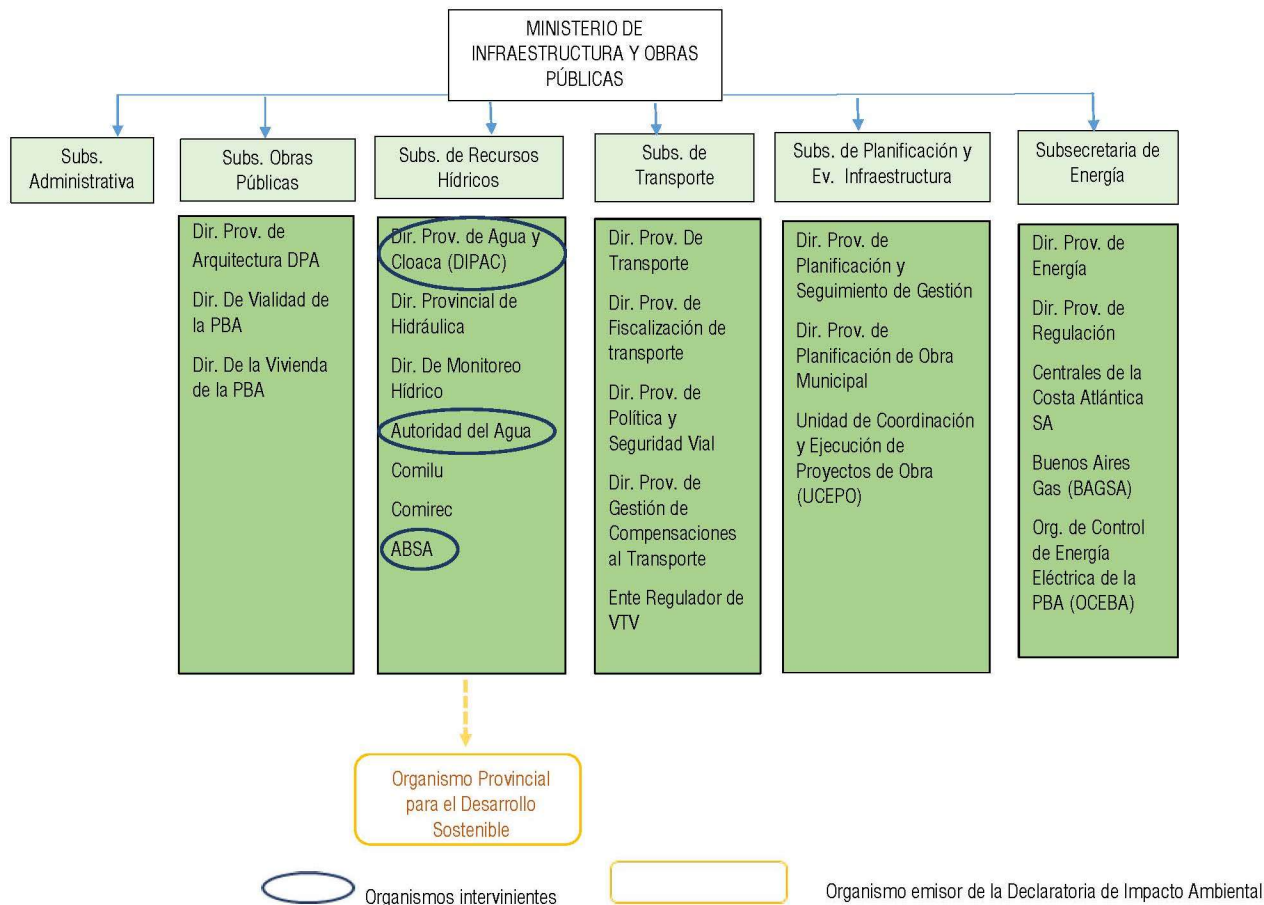 MINISTERIO DE
INFRAESTRUCTURA Y OBRAS
PÚBLICAS
Subs.
Administrativa
Subs. Obras
Públicas
Dir. Prov. de
Arquitectura DPA
Dir. De Vialidad de
la PBA
Dir. De la Vivienda
de la PBA
Subs. de Recursos
Hídricos
Dir. Prov. de Agua y
Cloaca (DIPAC)
Dir. Provincial de
Hidráulica
Dir. De Monitoreo
Hídrico
Autoridad del Agua
Comilu
Comirec
ABSA
Subs. de
Transporte
Dir. Prov. De
Transporte
Dir. Prov. de
Fiscalización de
transporte
Dir. Prov. de
Política y
Seguridad Vial
Dir. Prov. de
Gestión de
Compensaciones
al Transporte
Ente Regulador de
VTV
Subs. de Planificación y
Ev. Infraestructura
Dir. Prov. de
Planificación y
Seguimiento de Gestión
Dir. Prov. de
Planificación de Obra
Municipal
Unidad de Coordinación
y Ejecución de
Proyectos de Obra
(UCEPO)
Subsecretaria de
Energía
Dir. Prov. de
Energía
Dir. Prov. de
Regulación
Centrales de la
Costa Atlántica
SA
Buenos Aires
Gas (BAGSA)
Org. de Control
de Energía
Eléctrica de la
PBA (OCEBA)
Organismo Provincial
para el Desarrollo
Sostenible
Organismos intervinientes
Organismo emisor de la Declaratoria de Impacto Ambiental